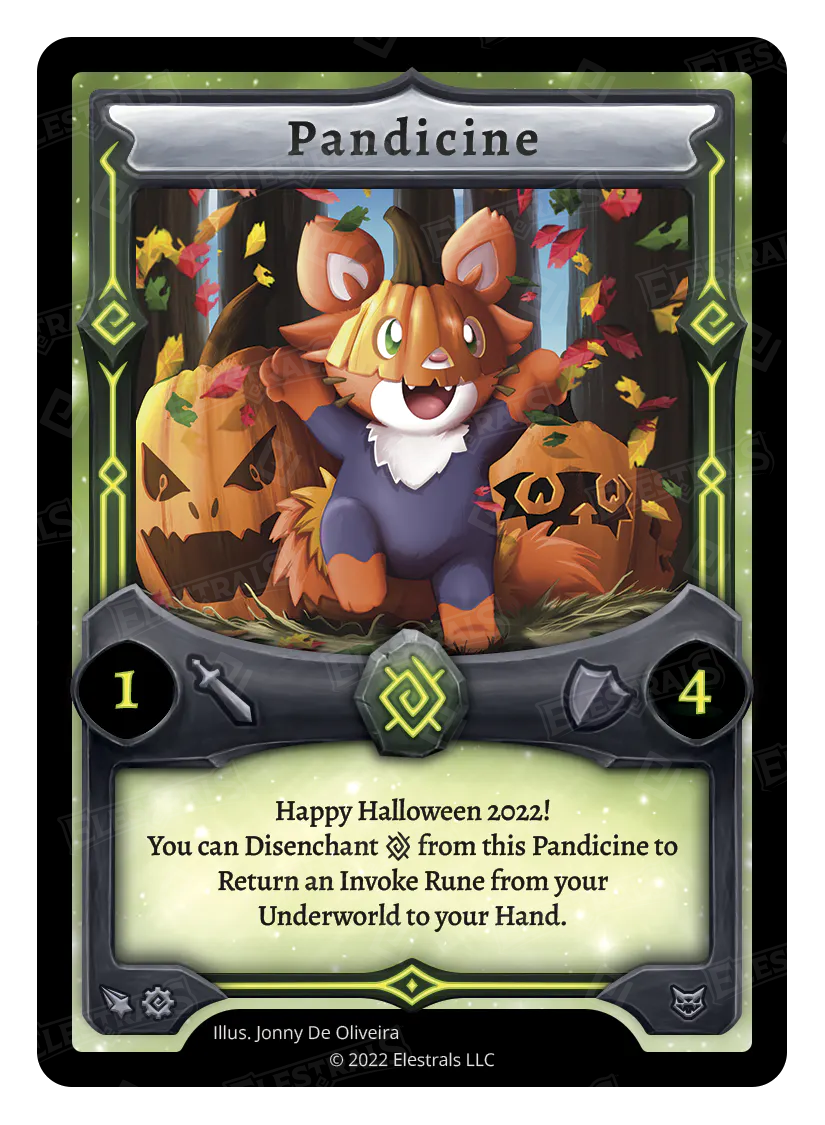 Pandicine
1
4
Happy Halloween 2022!
You can Disenchant from this Pandicine to
Return an Invoke Rune from your
Underworld to your Hand.
Illus. Jonny De Oliveira
© 2022 Elestrals LLC
ELESTRALS